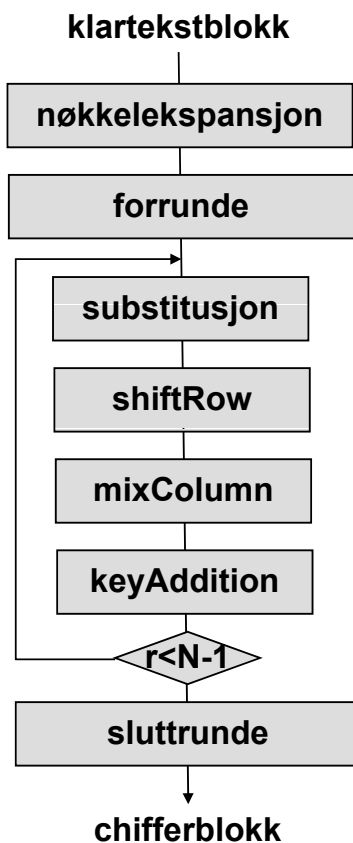 klartekstblokk
nøkkelekspansjon
forrunde
substitusjon
shiftRow
mixColumn
keyAddition
r<N-1
sluttrunde
chifferblokk